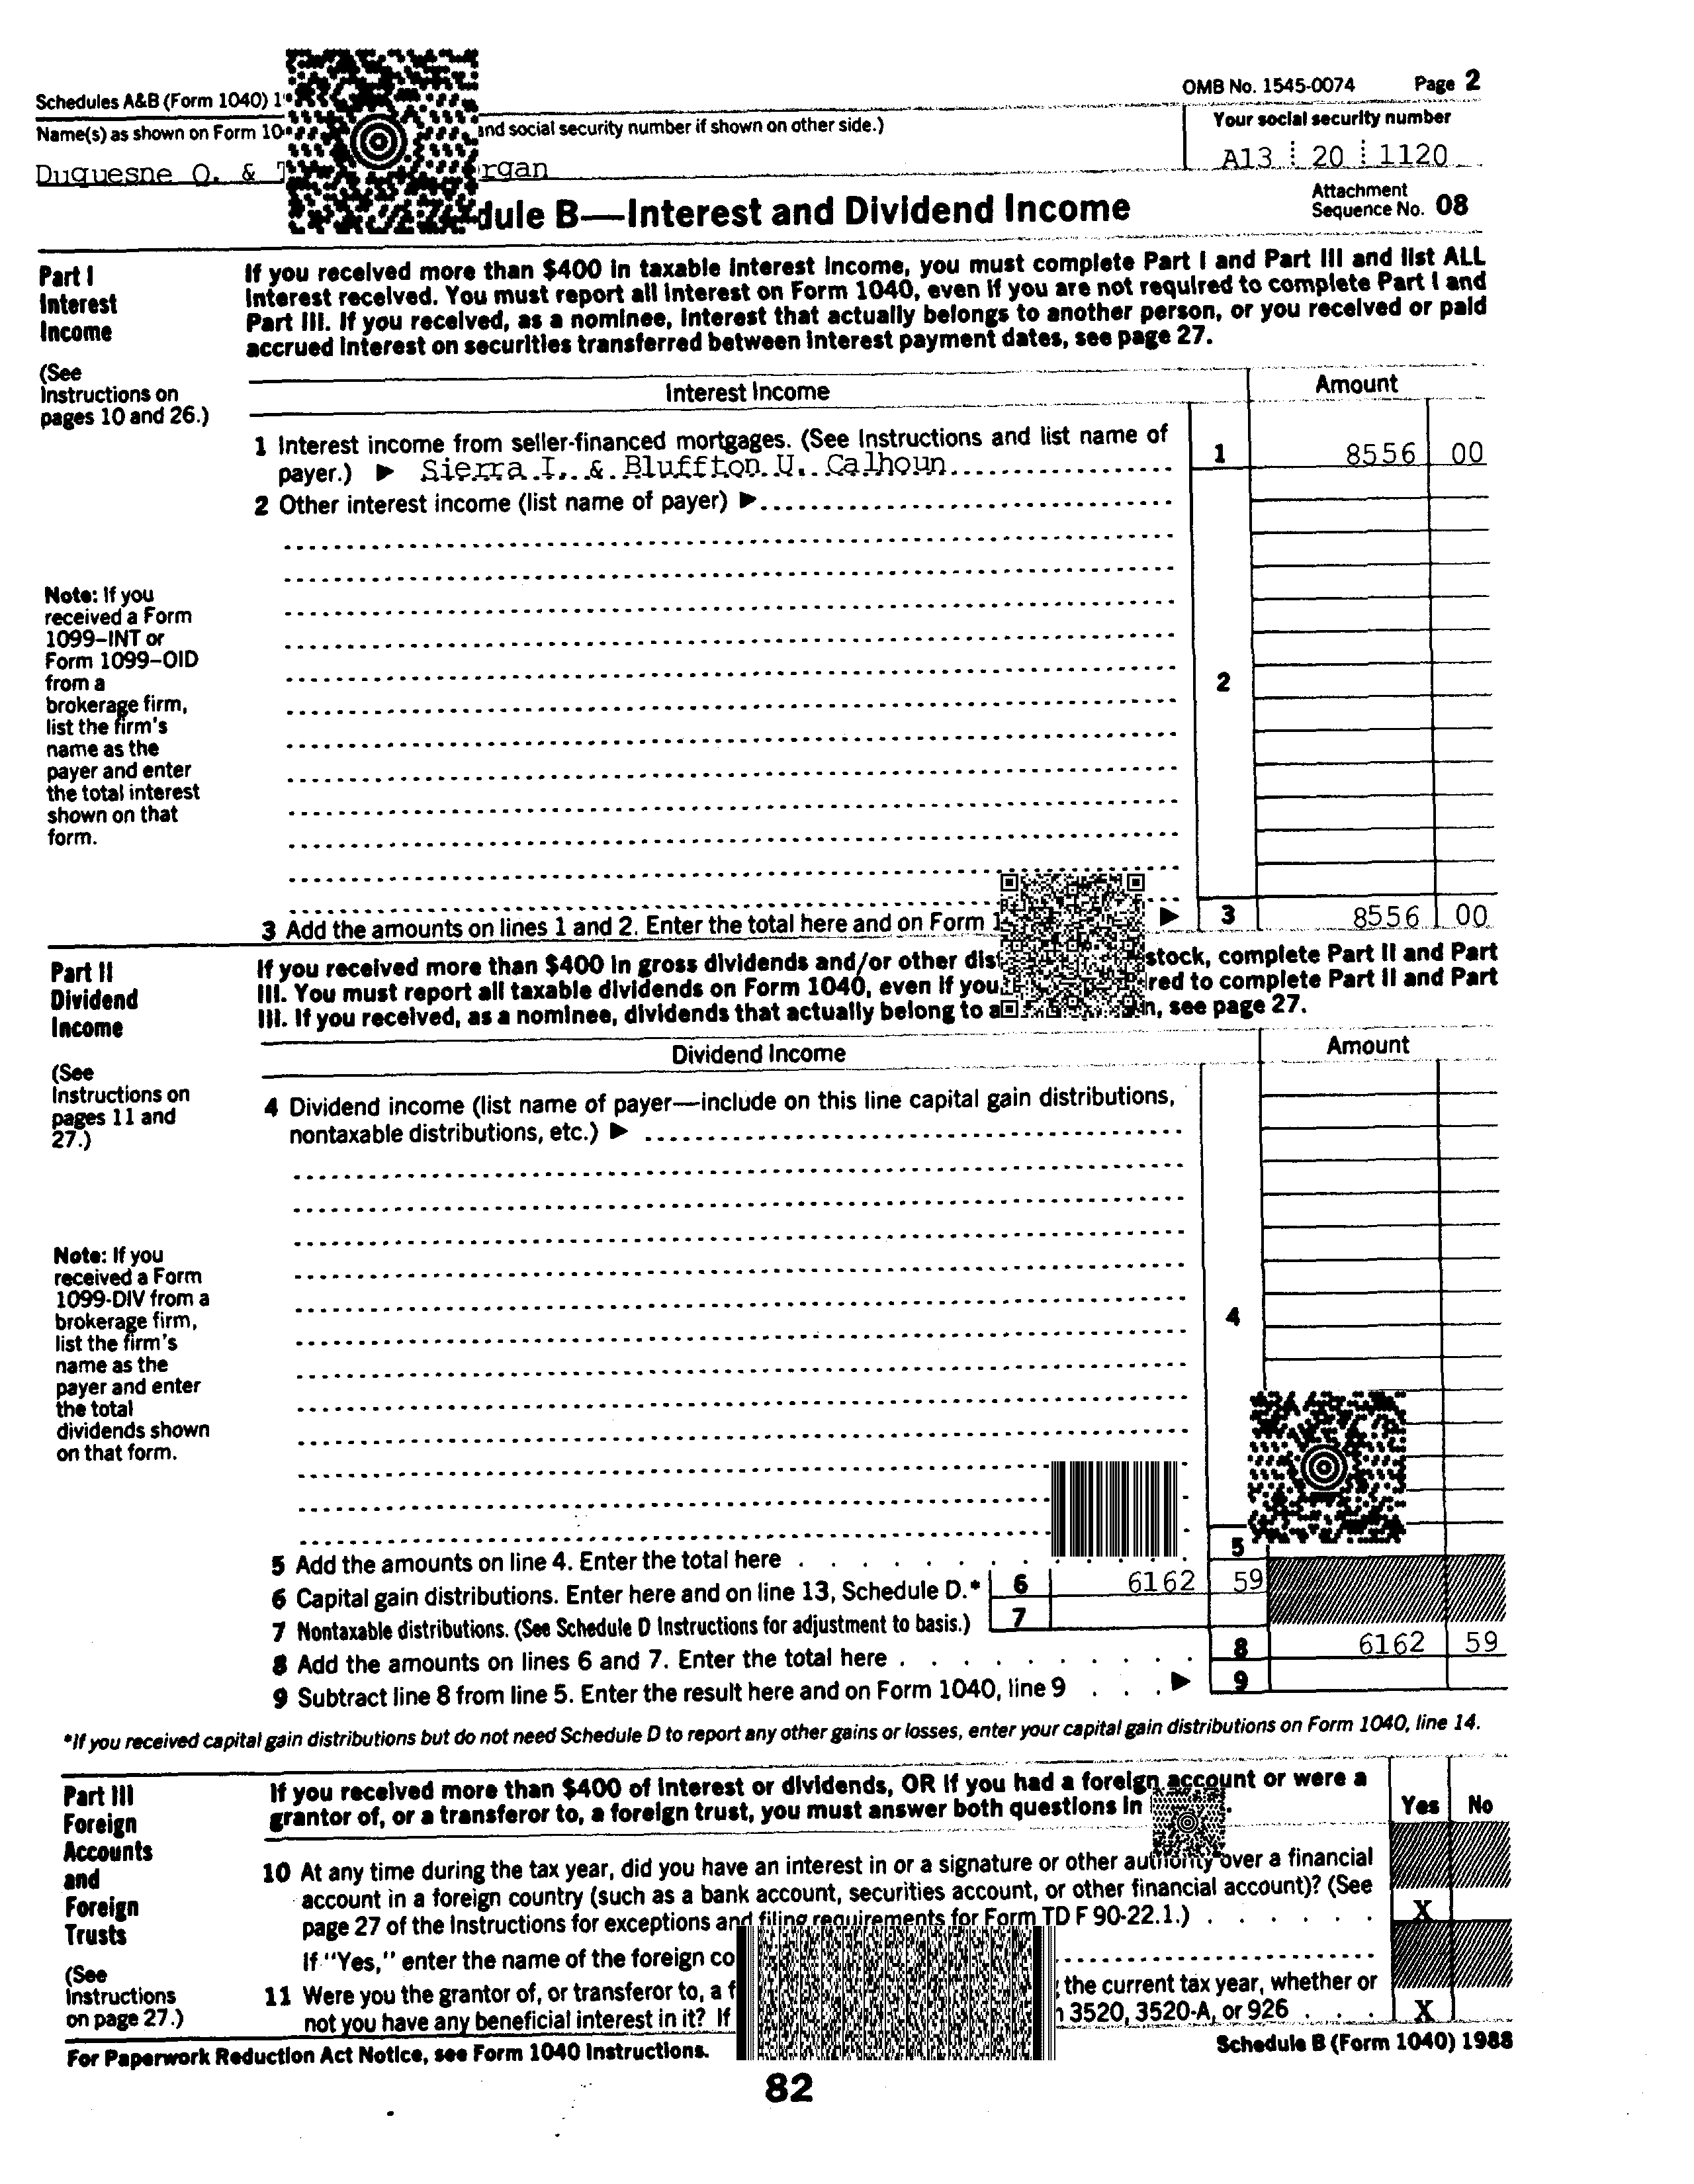 Schedules A&B (Form 1040) OMB No. 1545-0074 Page 2
Name(s) as shown on Form and social security number if shown on other side.) Your social security number
Duquesne O. & A13 20 1120
B—Interest and Dividend Income Attachment Sequence No. 08
Part I Interest Income
(See Instructions on pages 10 and 26.)
If you received more than $400 in taxable interest income, you must complete Part I and Part III and list ALL
interest received. You must report all interest on Form 1040, even if you are not required to complete Part I and
Part III. If you received, as a nominee, interest that actually belongs to another person, or you received or paid
accrued interest on securities transferred between interest payment dates, see page 27.
Interest Income Amount
1 Interest income from seller-financed mortgages. (See Instructions and list name of
payer.) ► Sierra I. & Bluffton U. Calhoun 1 8556 00
2 Other interest income (list name of payer) ►
Note: If you
received a Form
1099–INT or
Form 1099–OID
from a
brokerage firm,
list the firm's
name as the
payer and enter
the total interest
shown on that
form.
2
3 Add the amounts on lines 1 and 2. Enter the total here and on Form ► 3 8556 00
Part II Dividend Income
(See Instructions on pages 11 and 27.)
If you received more than $400 in gross dividends and/or other stock, complete Part II and Part
III. You must report all taxable dividends on Form 1040, even if you to complete Part II and Part
III. If you received, as a nominee, dividends that actually belong to see page 27.
Dividend Income Amount
4 Dividend income (list name of payer—include on this line capital gain distributions,
nontaxable distributions, etc.) ►
Note: If you
received a Form
1099-DIV from a
brokerage firm,
list the firm's
name as the
payer and enter
the total
dividends shown
on that form.
4
5 Add the amounts on line 4. Enter the total here 5
6 Capital gain distributions. Enter here and on line 13, Schedule D.* 6 6162 59
7 Nontaxable distributions. (See Schedule D Instructions for adjustment to basis.) 7
8 Add the amounts on lines 6 and 7. Enter the total here 8 6162 59
9 Subtract line 8 from line 5. Enter the result here and on Form 1040, line 9 ► 9
*If you received capital gain distributions but do not need Schedule D to report any other gains or losses, enter your capital gain distributions on Form 1040, line 14.
Part III Foreign Accounts and Foreign Trusts
(See Instructions on page 27.)
If you received more than $400 of interest or dividends, OR if you had a foreign account or were a
grantor of, or a transferor to, a foreign trust, you must answer both questions in Yes No
10 At any time during the tax year, did you have an interest in or a signature or other authority over a financial
account in a foreign country (such as a bank account, securities account, or other financial account)? (See
page 27 of the Instructions for exceptions and filing requirements for Form TD F 90-22.1.) X
If "Yes," enter the name of the foreign
11 Were you the grantor of, or transferor to, a the current tax year, whether or
not you have any beneficial interest in it? If 3520, 3520-A, or 926 X
For Paperwork Reduction Act Notice, see Form 1040 Instructions. Schedule B (Form 1040) 1988
82